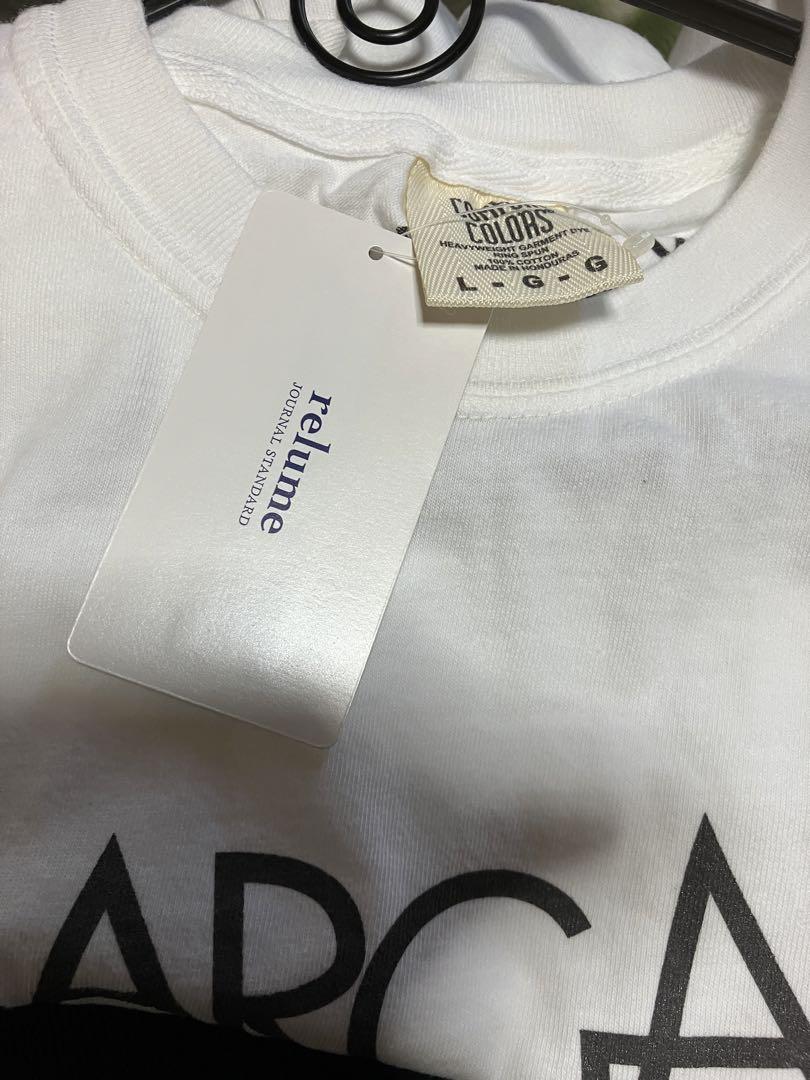 COLORS
HEAVYWEIGHT GARMENT DYE
RING SPUN
100% COTTON
MADE IN HONDURAS
L - G - G
relume
JOURNAL STANDARD
ARCA